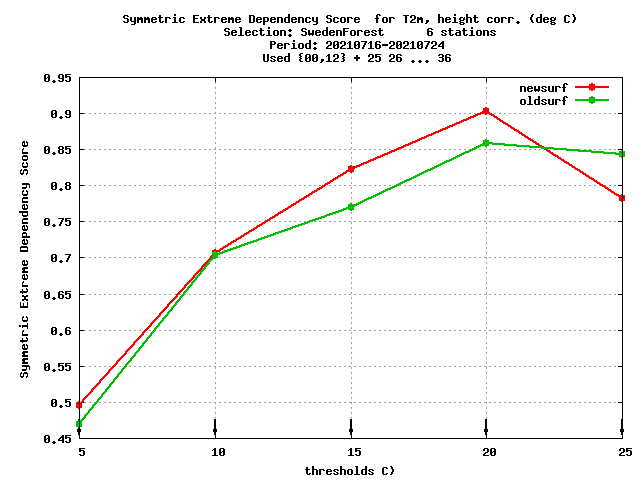 Symmetric Extreme Dependency Score  for T2m, height corr. (deg C)
Selection: SwedenForest      6 stations
Period: 20210716-20210724
Used {00,12} + 25 26 ... 36
newsurf
oldsurf
Symmetric Extreme Dependency Score
0.95
0.9
0.85
0.8
0.75
0.7
0.65
0.6
0.55
0.5
0.45
5 10 15 20 25
thresholds C)